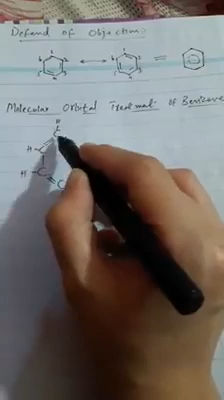 Defend of Objection:
Molecular Orbital Treatment of Benzene
H
C
H C
H - C
C